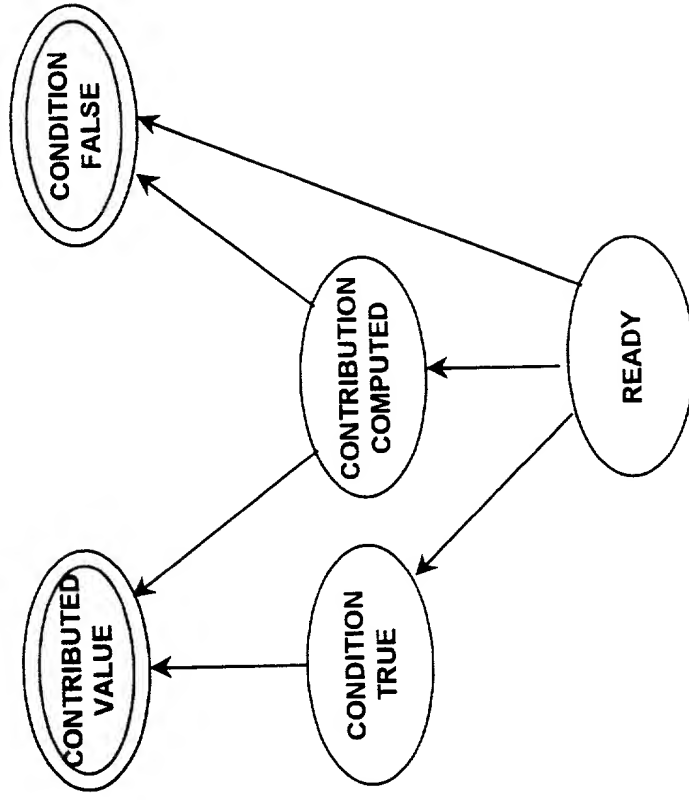 CONTRIBUTED
VALUE
CONDITION
FALSE
CONDITION
TRUE
CONTRIBUTION
COMPUTED
READY